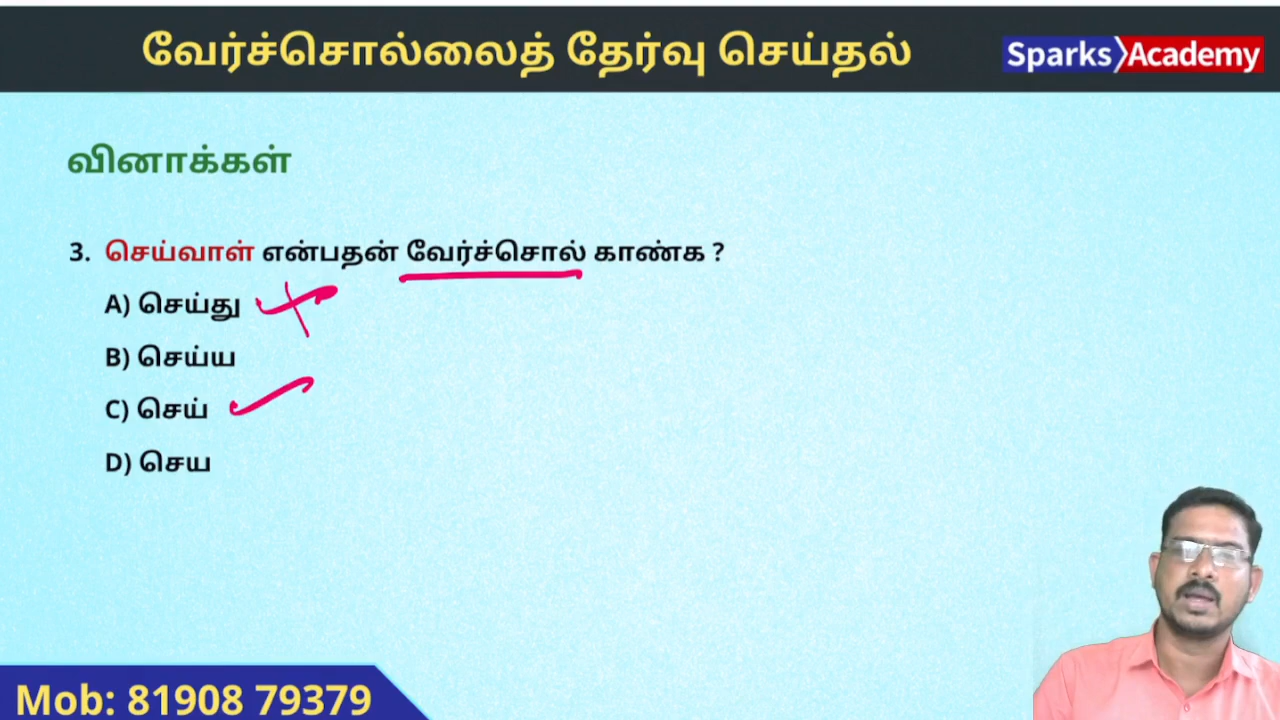 வேர்ச்சொல்லைத் தேர்வு செய்தல்
Sparks Academy
வினாக்கள்
3. செய்வாள் என்பதன் வேர்ச்சொல் காண்க ?
A) செய்து
B) செய்ய
C) செய்
D) செய
Mob: 81908 79379